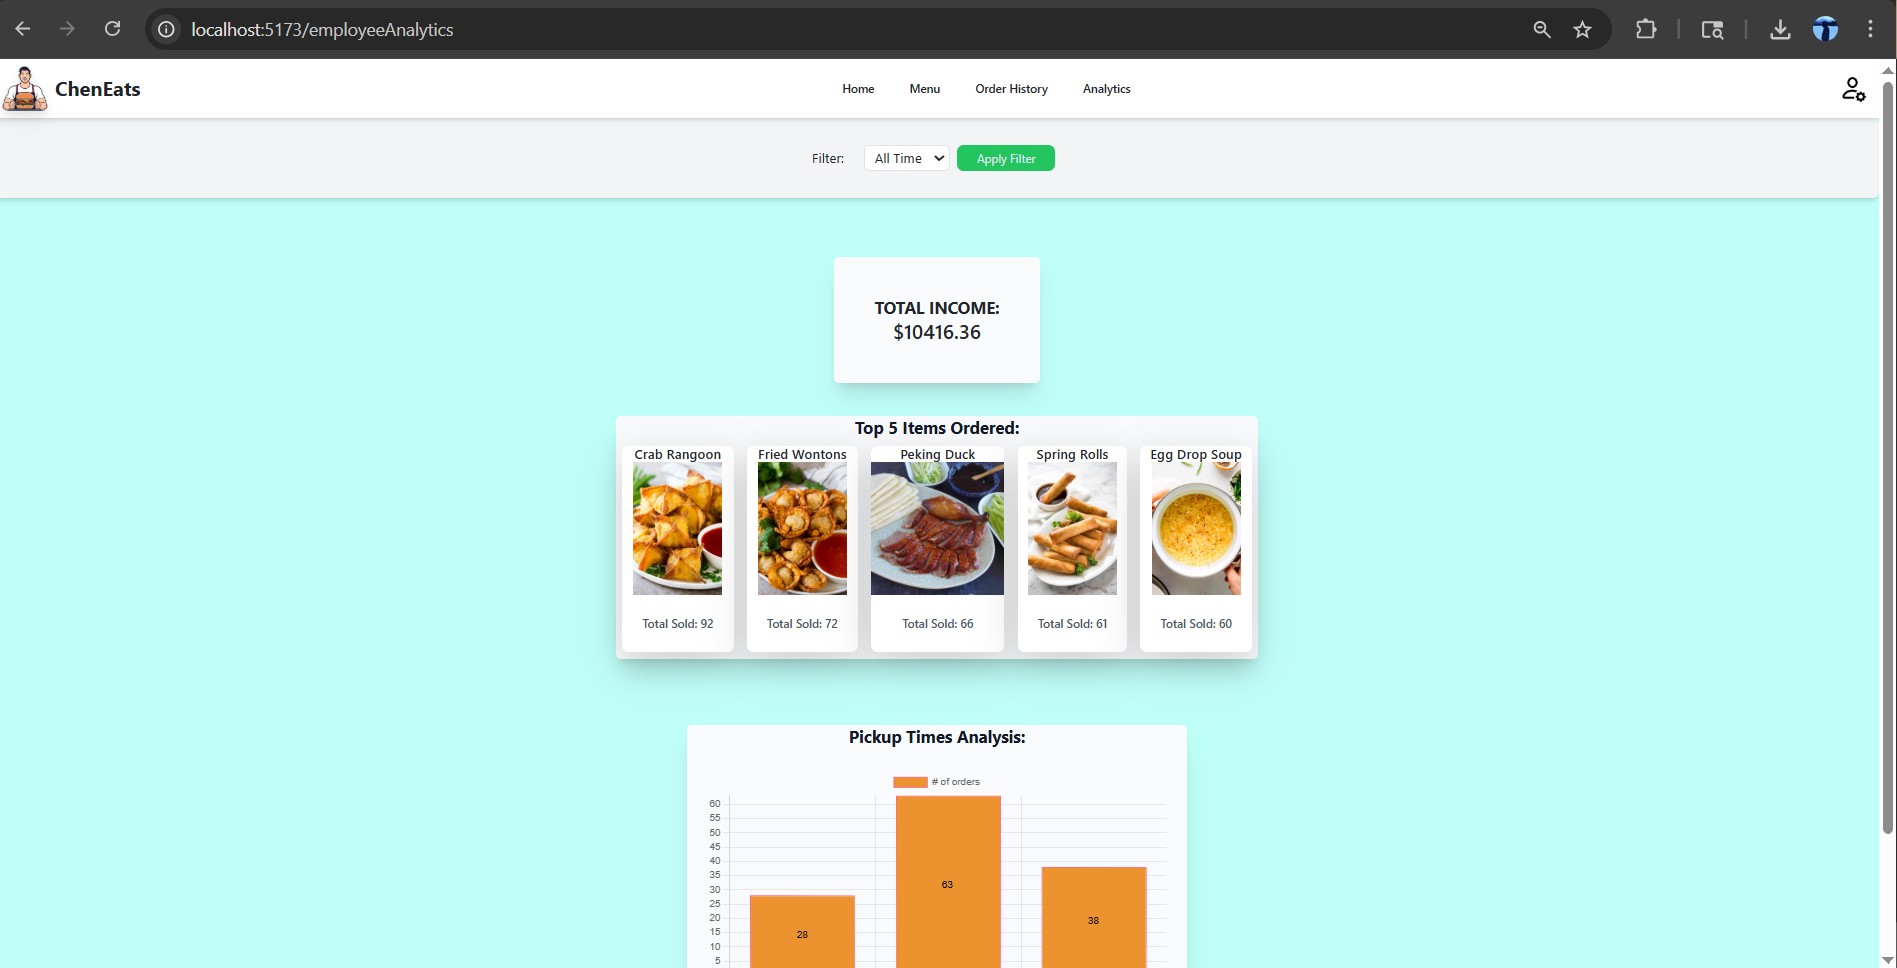 localhost:5173/employeeAnalytics
ChenEats
Home
Menu
Order History
Analytics
Filter:
All Time
Apply Filter
TOTAL INCOME:
$10416.36
Top 5 Items Ordered:
Crab Rangoon
Fried Wontons
Peking Duck
Spring Rolls
Egg Drop Soup
Total Sold: 92
Total Sold: 72
Total Sold: 66
Total Sold: 61
Total Sold: 60
Pickup Times Analysis:
# of orders
60
55
50
45
40
35
30
25
20
15
10
5
28
63
38